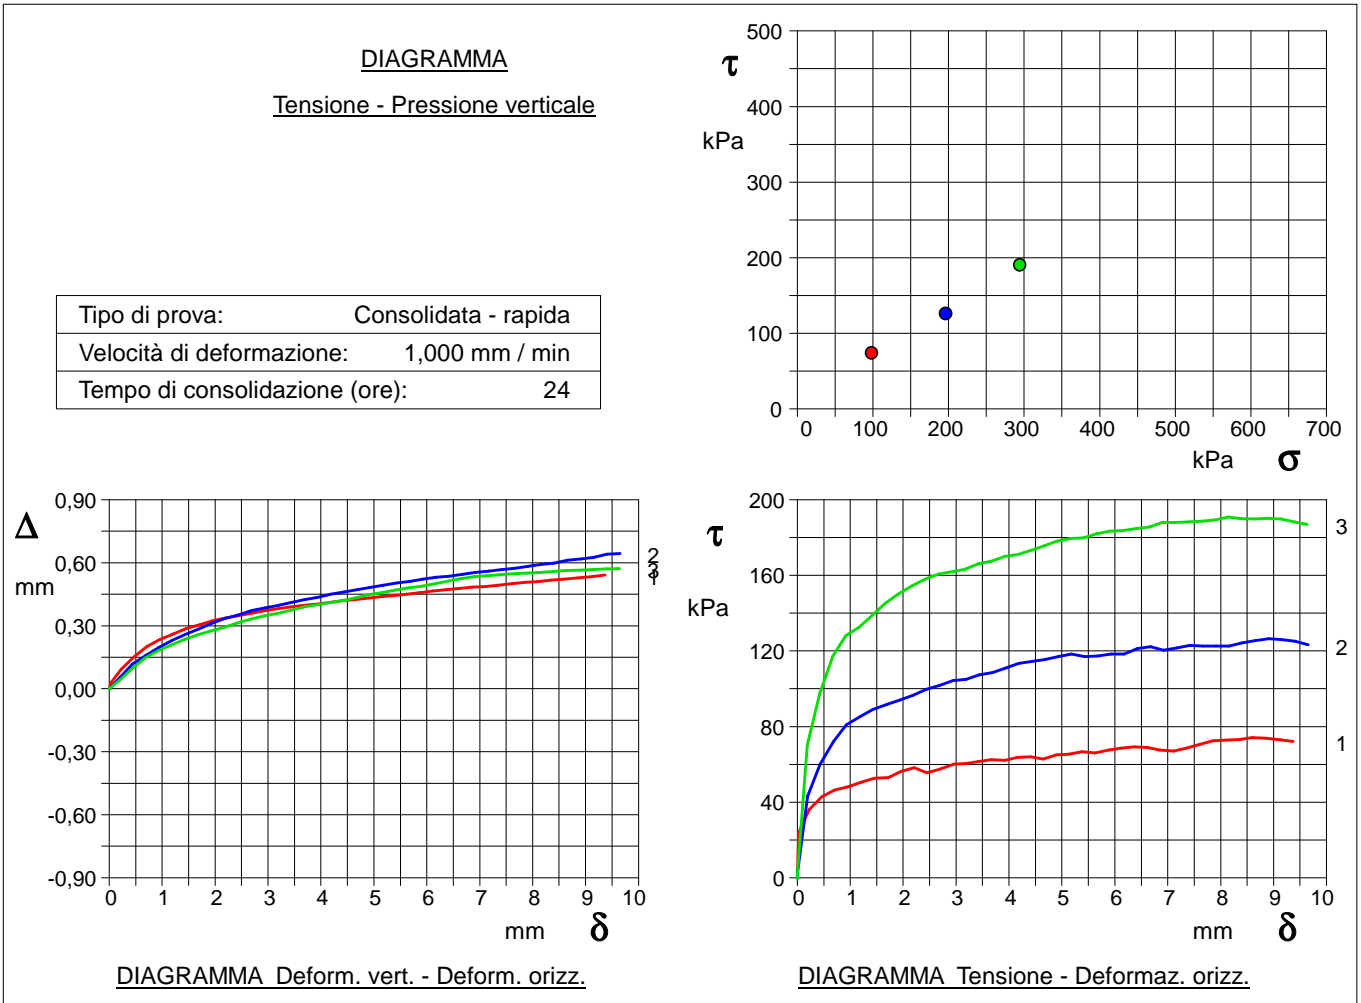 DIAGRAMMA
Tensione - Pressione verticale
Tipo di prova: Consolidata - rapida
Velocità di deformazione: 1,000 mm / min
Tempo di consolidazione (ore): 24
500
τ
400
kPa
300
200
100
0
0 100 200 300 400 500 600 700
kPa σ
0,90
Δ
0,60
mm
0,30
0,00
-0,30
-0,60
-0,90
2
3
1
0 1 2 3 4 5 6 7 8 9 10
mm δ
DIAGRAMMA Deform. vert. - Deform. orizz.
200
τ
160
kPa
120
80
40
0
3
2
1
0 1 2 3 4 5 6 7 8 9 10
mm δ
DIAGRAMMA Tensione - Deformaz. orizz.